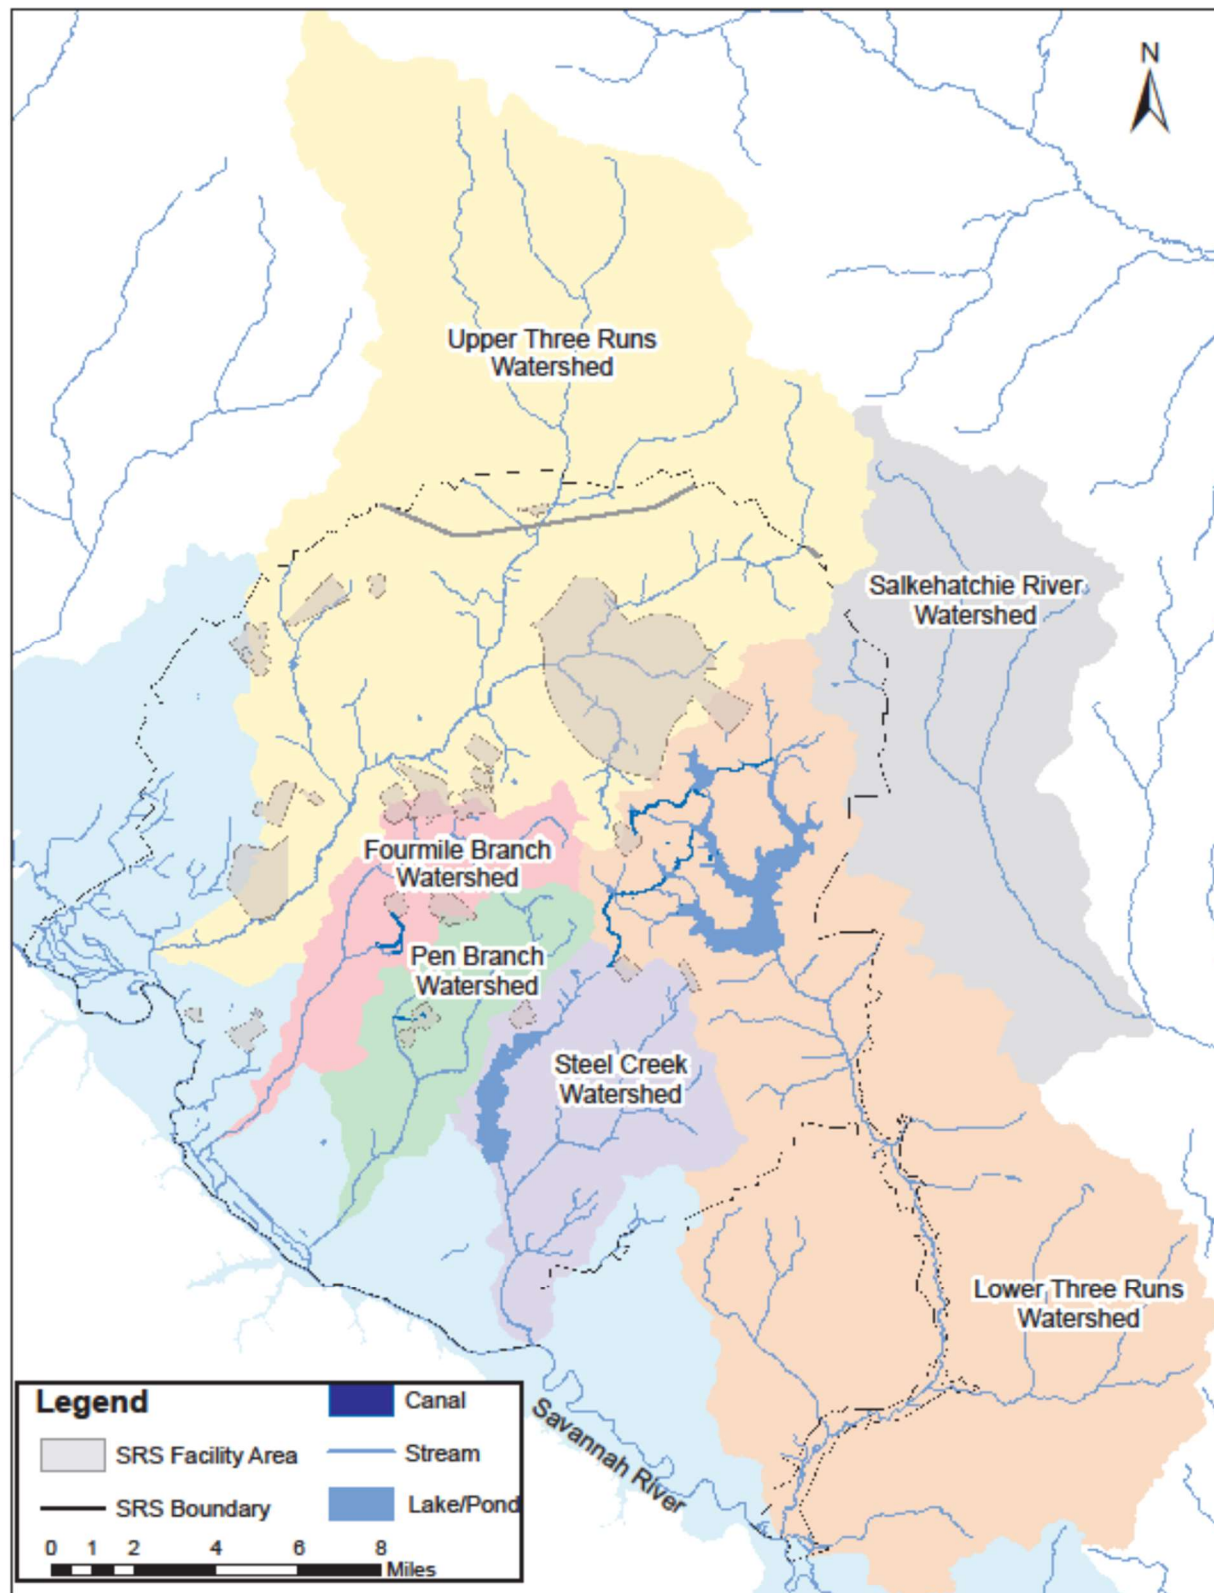 N
Upper Three Runs
Watershed
Salkehatchie River
Watershed
Fourmile Branch
Watershed
Pen Branch
Watershed
Steel Creek
Watershed
Lower Three Runs
Watershed
Savannah River
Legend
Canal
SRS Facility Area
Stream
SRS Boundary
Lake/Pond
0 1 2 4 6 8
Miles